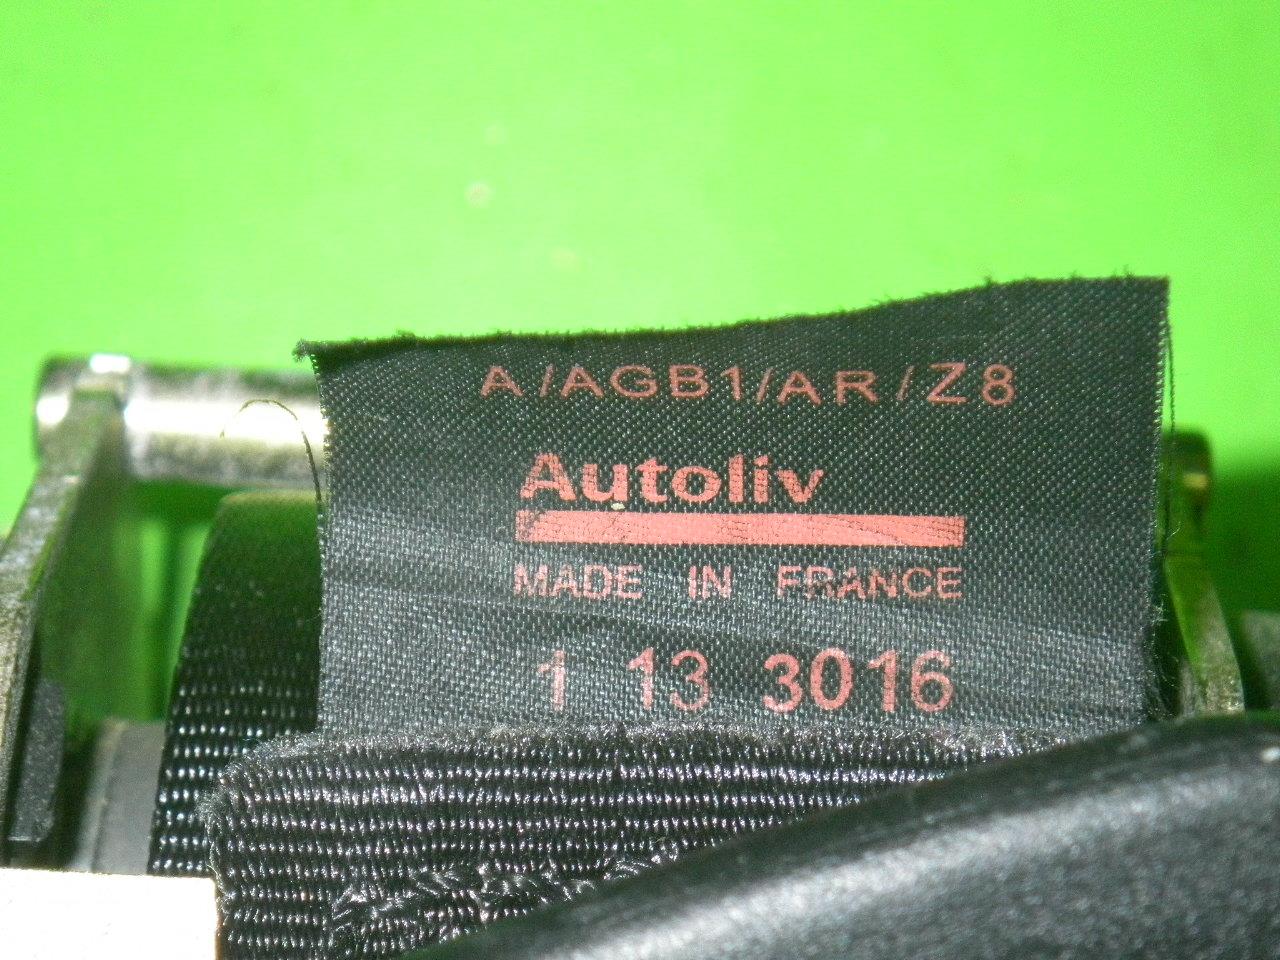 A/AGB1/AR/Z8
Autoliv
MADE IN FRANCE
1 13 3016